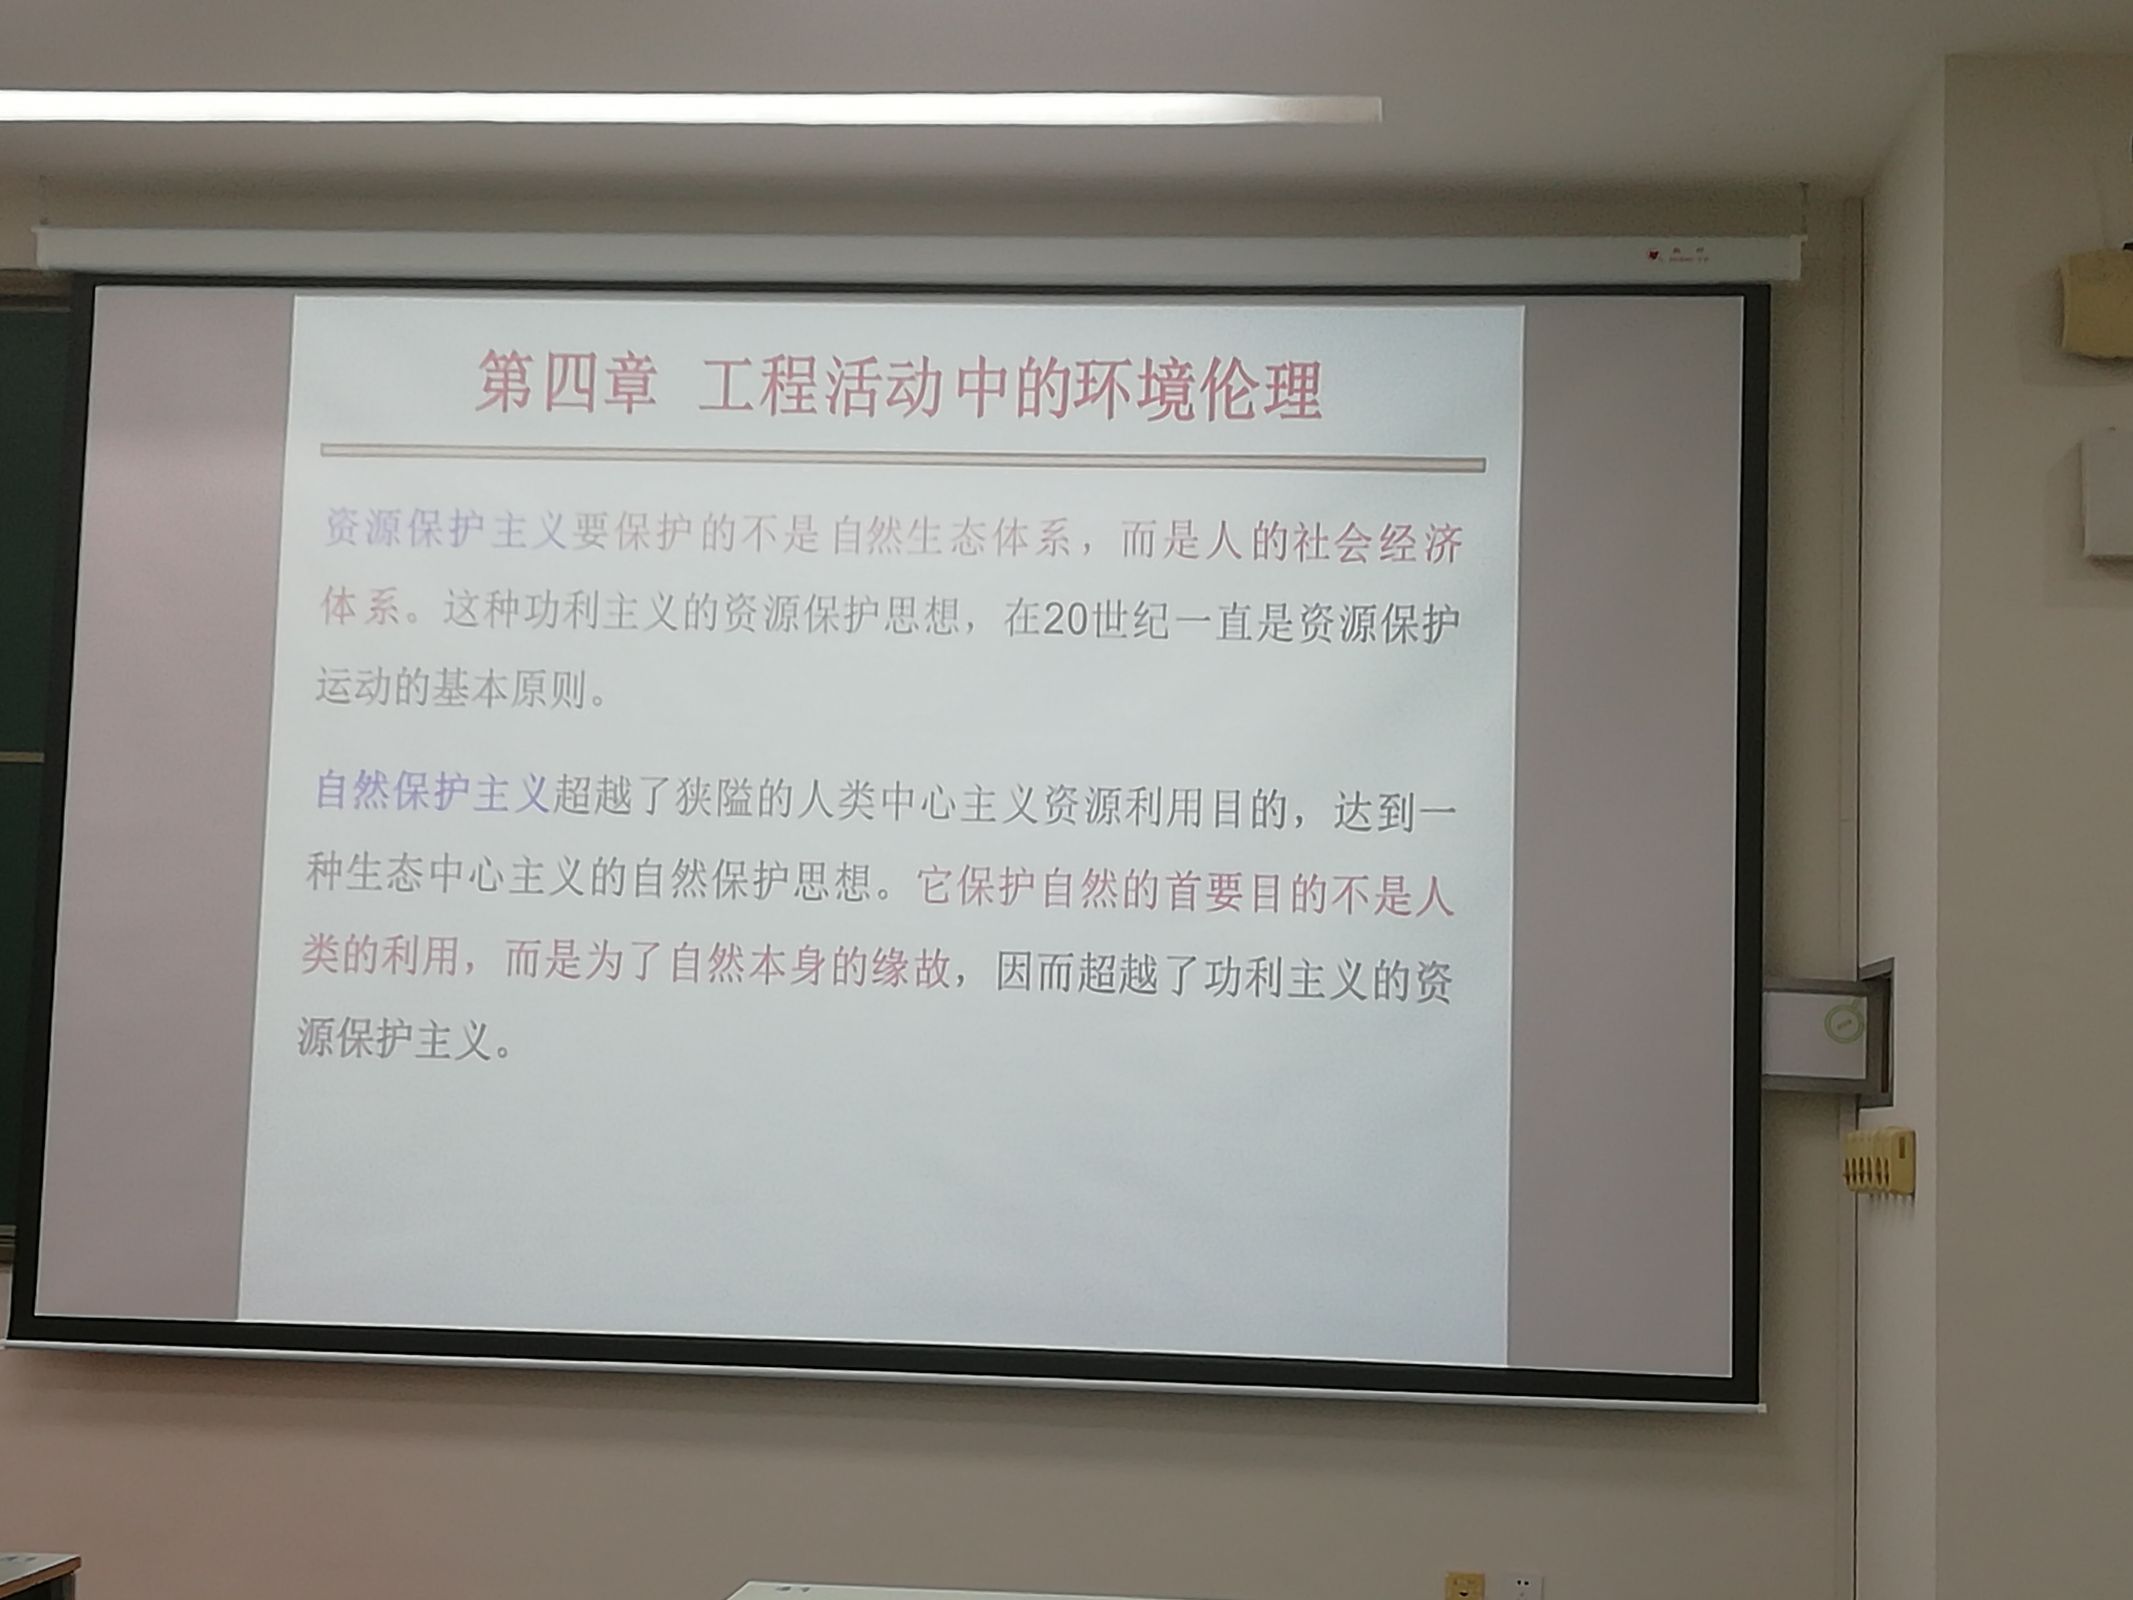 第四章 工程活动中的环境伦理
资源保护主义要保护的不是自然生态体系，而是人的社会经济
体系。这种功利主义的资源保护思想，在20世纪一直是资源保护
运动的基本原则。
自然保护主义超越了狭隘的人类中心主义资源利用目的，达到一
种生态中心主义的自然保护思想。它保护自然的首要目的不是人
类的利用，而是为了自然本身的缘故，因而超越了功利主义的资
源保护主义。